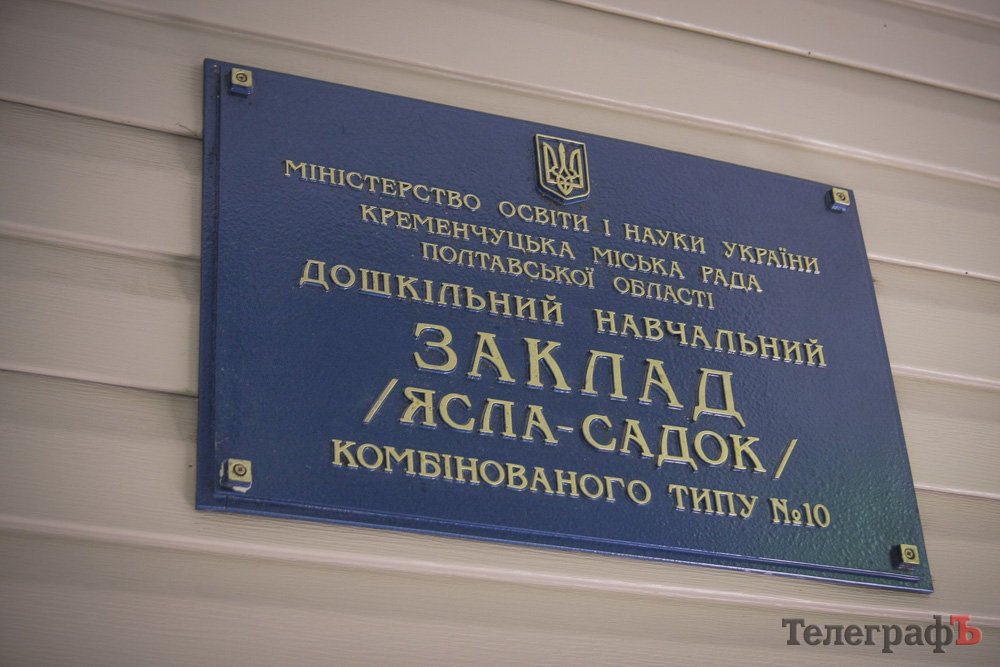 МІНІСТЕРСТВО ОСВІТИ І НАУКИ УКРАЇНИ
КРЕМЕНЧУЦЬКА МІСЬКА РАДА
ПОЛТАВСЬКОЇ ОБЛАСТІ
ДОШКІЛЬНИЙ НАВЧАЛЬНИЙ
ЗАКЛАД
/ЯСЛА-САДОК/
КОМБІНОВАНОГО ТИПУ №10
ТелеграфЪ